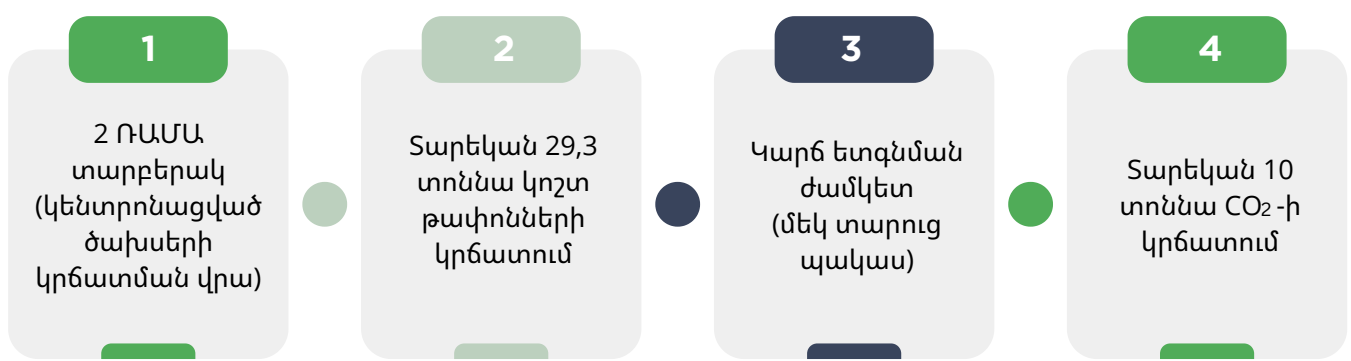 1
2 ՌԱՄԱ
տարբերակ
(կենտրոնացված
ծախսերի
կրճատման վրա)
2
Տարեկան 29,3
տոննա կոշտ
թափոնների
կրճատում
3
Կարճ ետգնման
ժամկետ
(մեկ տարուց
պակաս)
4
Տարեկան 10
տոննա CO₂ -ի
կրճատում